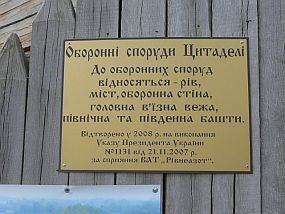 Оборонні споруди Цитаделі
До оборонних споруд
відносяться - рів,
міст, оборонна стіна,
головна в'їзна вежа,
північна та південна башти.
Відтворено у 2008 р. на виконання
Указу Президента України
№1131 від 21.11.2007 р.
за сприяння ВАТ „Рівнеазот".